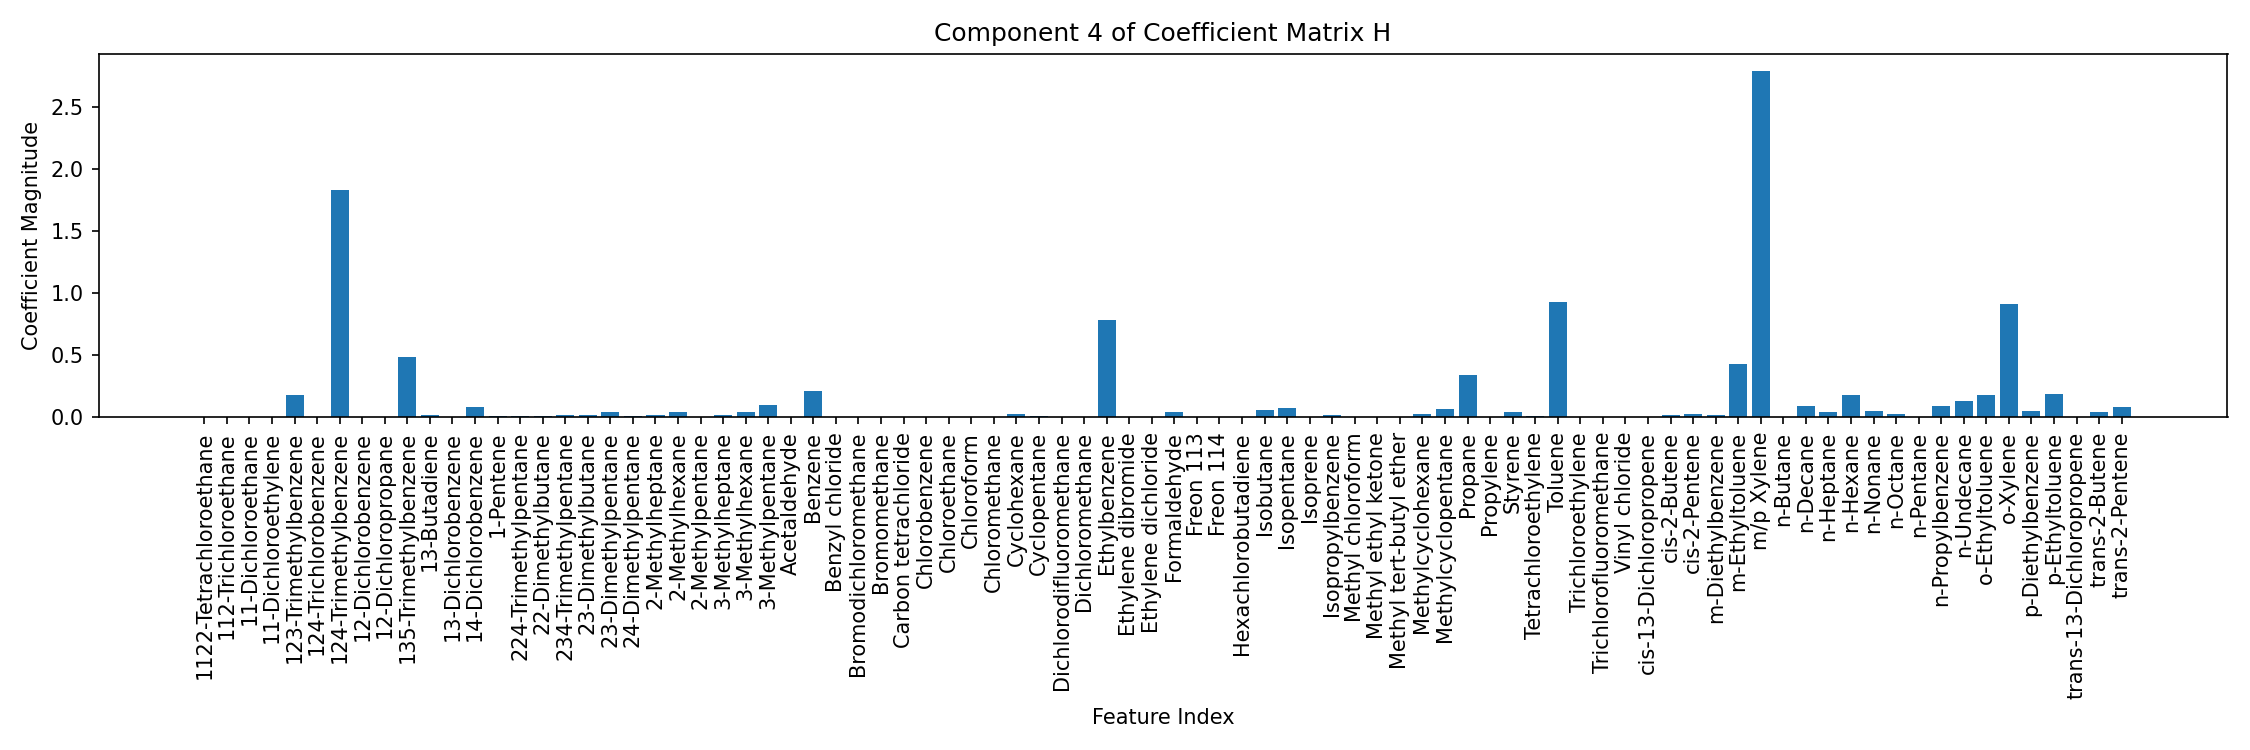 Component 4 of Coefficient Matrix H
Coefficient Magnitude
2.5
2.0
1.5
1.0
0.5
0.0
1122-Tetrachloroethane
112-Trichloroethane
11-Dichloroethane
11-Dichloroethylene
123-Trimethylbenzene
124-Trichlorobenzene
124-Trimethylbenzene
12-Dichlorobenzene
12-Dichloropropane
135-Trimethylbenzene
13-Butadiene
13-Dichlorobenzene
14-Dichlorobenzene
1-Pentene
224-Trimethylpentane
22-Dimethylbutane
234-Trimethylpentane
23-Dimethylbutane
23-Dimethylpentane
24-Dimethylpentane
2-Methylheptane
2-Methylhexane
2-Methylpentane
3-Methylheptane
3-Methylhexane
3-Methylpentane
Acetaldehyde
Benzene
Benzyl chloride
Bromodichloromethane
Bromomethane
Carbon tetrachloride
Chlorobenzene
Chloroethane
Chloroform
Chloromethane
Cyclohexane
Cyclopentane
Dichlorodifluoromethane
Dichloromethane
Ethylbenzene
Ethylene dibromide
Ethylene dichloride
Formaldehyde
Freon 113
Freon 114
Hexachlorobutadiene
Isobutane
Isopentane
Isoprene
Isopropylbenzene
Methyl chloroform
Methyl ethyl ketone
Methyl tert-butyl ether
Methylcyclohexane
Methylcyclopentane
Propane
Propylene
Styrene
Tetrachloroethylene
Toluene
Trichloroethylene
Trichlorofluoromethane
Vinyl chloride
cis-13-Dichloropropene
cis-2-Butene
cis-2-Pentene
m-Diethylbenzene
m-Ethyltoluene
m/p Xylene
n-Butane
n-Decane
n-Heptane
n-Hexane
n-Nonane
n-Octane
n-Pentane
n-Propylbenzene
n-Undecane
o-Ethyltoluene
o-Xylene
p-Diethylbenzene
p-Ethyltoluene
trans-13-Dichloropropene
trans-2-Butene
trans-2-Pentene
Feature Index